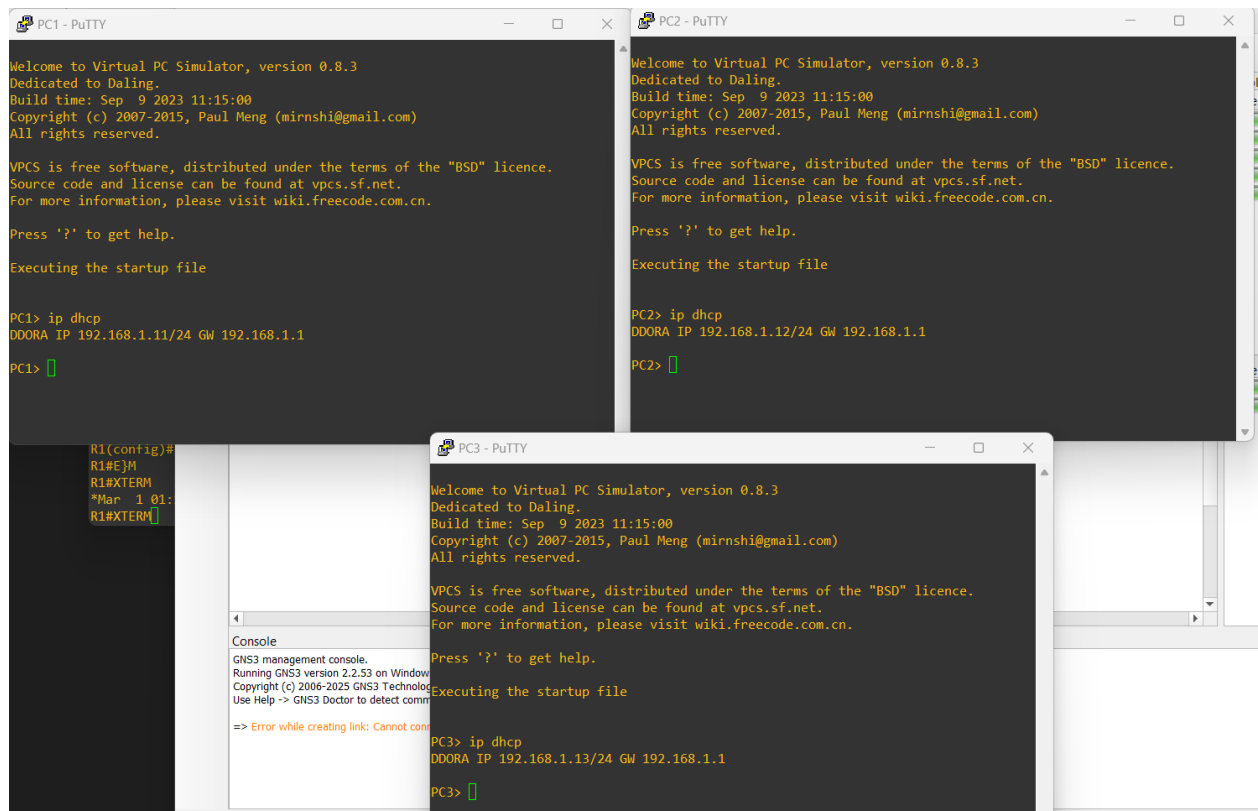 PC1 - PuTTY
Welcome to Virtual PC Simulator, version 0.8.3
Dedicated to Daling.
Build time: Sep  9 2023 11:15:00
Copyright (c) 2007-2015, Paul Meng (mirnshi@gmail.com)
All rights reserved.
VPCS is free software, distributed under the terms of the "BSD" licence.
Source code and license can be found at vpcs.sf.net.
For more information, please visit wiki.freecode.com.cn.
Press '?' to get help.
Executing the startup file
PC1> ip dhcp
DDORA IP 192.168.1.11/24 GW 192.168.1.1
PC1>
PC2 - PuTTY
Welcome to Virtual PC Simulator, version 0.8.3
Dedicated to Daling.
Build time: Sep  9 2023 11:15:00
Copyright (c) 2007-2015, Paul Meng (mirnshi@gmail.com)
All rights reserved.
VPCS is free software, distributed under the terms of the "BSD" licence.
Source code and license can be found at vpcs.sf.net.
For more information, please visit wiki.freecode.com.cn.
Press '?' to get help.
Executing the startup file
PC2> ip dhcp
DDORA IP 192.168.1.12/24 GW 192.168.1.1
PC2>
R1(config)#
R1#E}M
R1#XTERM
*Mar  1 01:
R1#XTERM
Console
GNS3 management console.
Running GNS3 version 2.2.53 on Window
Copyright (c) 2006-2025 GNS3 Technolog
Use Help -> GNS3 Doctor to detect comm
=> Error while creating link: Cannot con
PC3 - PuTTY
Welcome to Virtual PC Simulator, version 0.8.3
Dedicated to Daling.
Build time: Sep  9 2023 11:15:00
Copyright (c) 2007-2015, Paul Meng (mirnshi@gmail.com)
All rights reserved.
VPCS is free software, distributed under the terms of the "BSD" licence.
Source code and license can be found at vpcs.sf.net.
For more information, please visit wiki.freecode.com.cn.
Press '?' to get help.
Executing the startup file
PC3> ip dhcp
DDORA IP 192.168.1.13/24 GW 192.168.1.1
PC3>